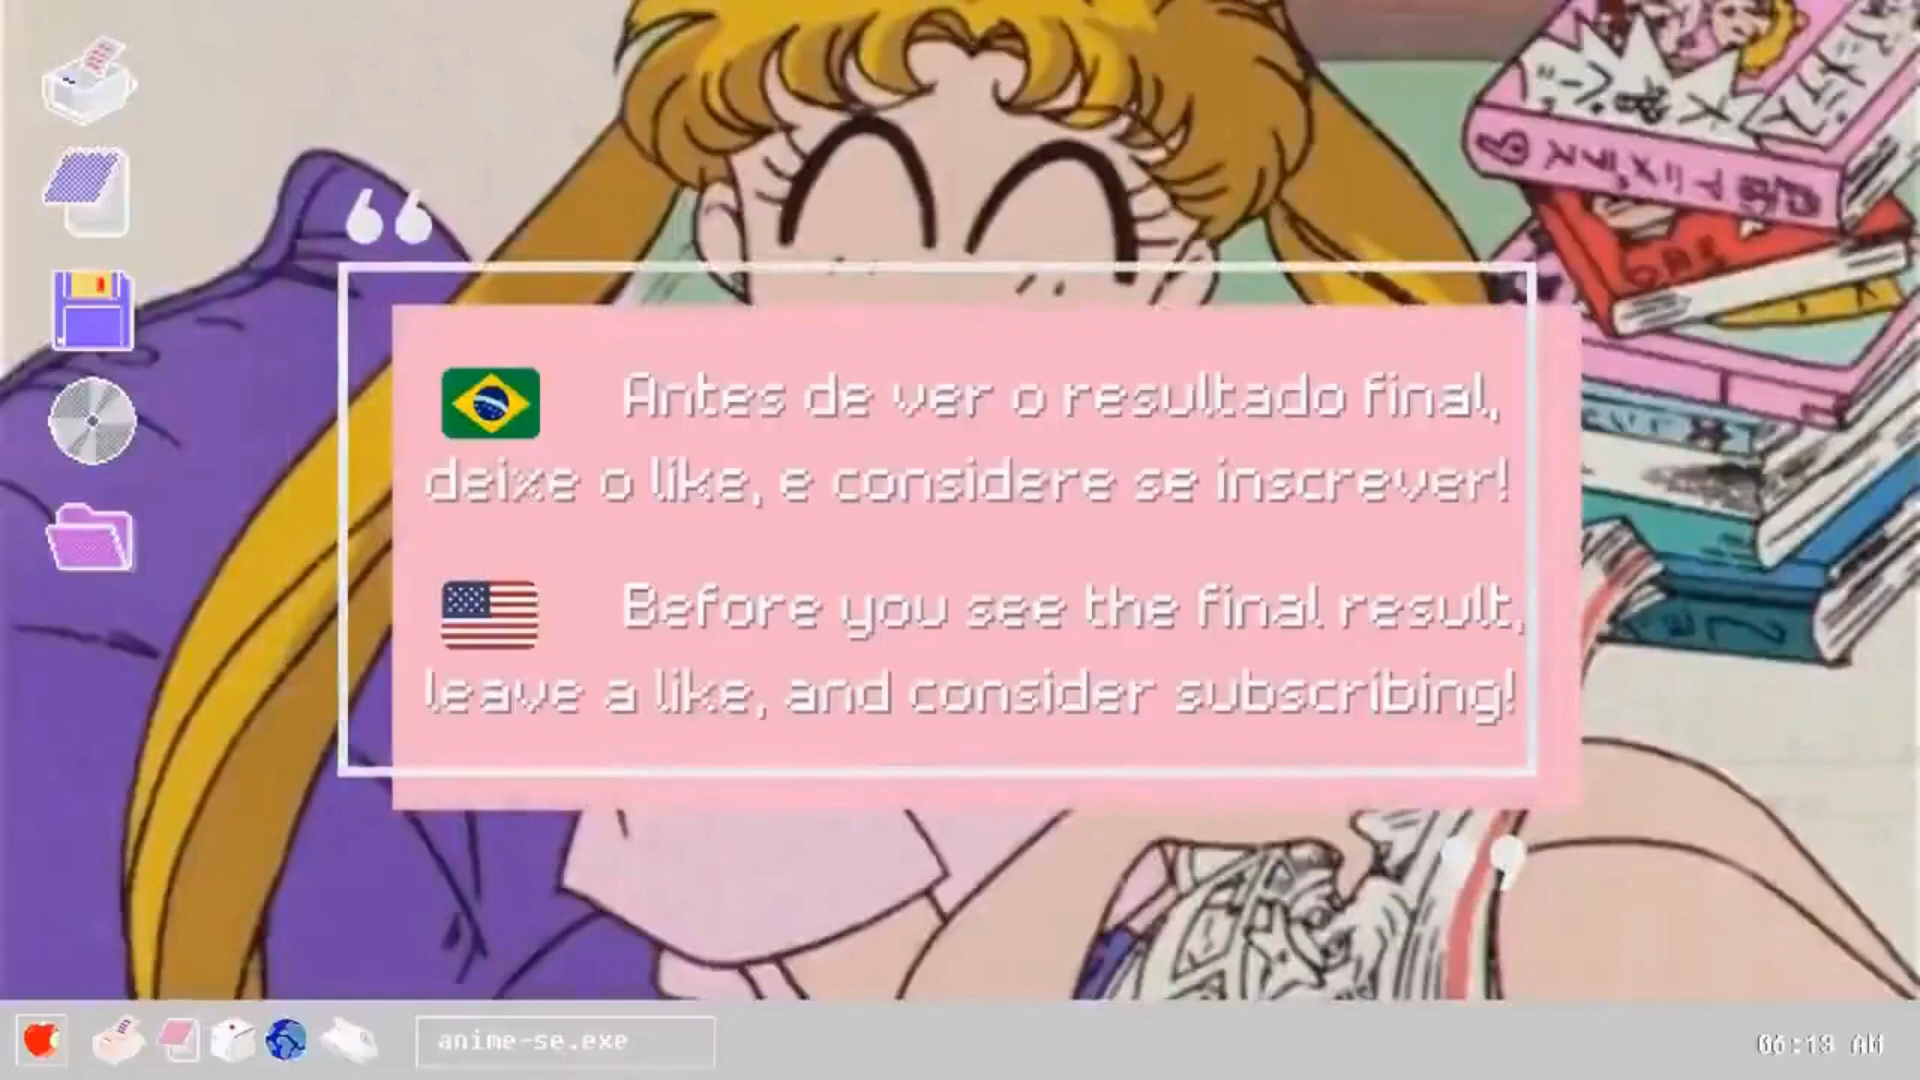 Antes de ver o resultado final,
deixe o like, e considere se inscrever!
Before you see the final result,
leave a like, and consider subscribing!
anime-se.exe
06:13 AM